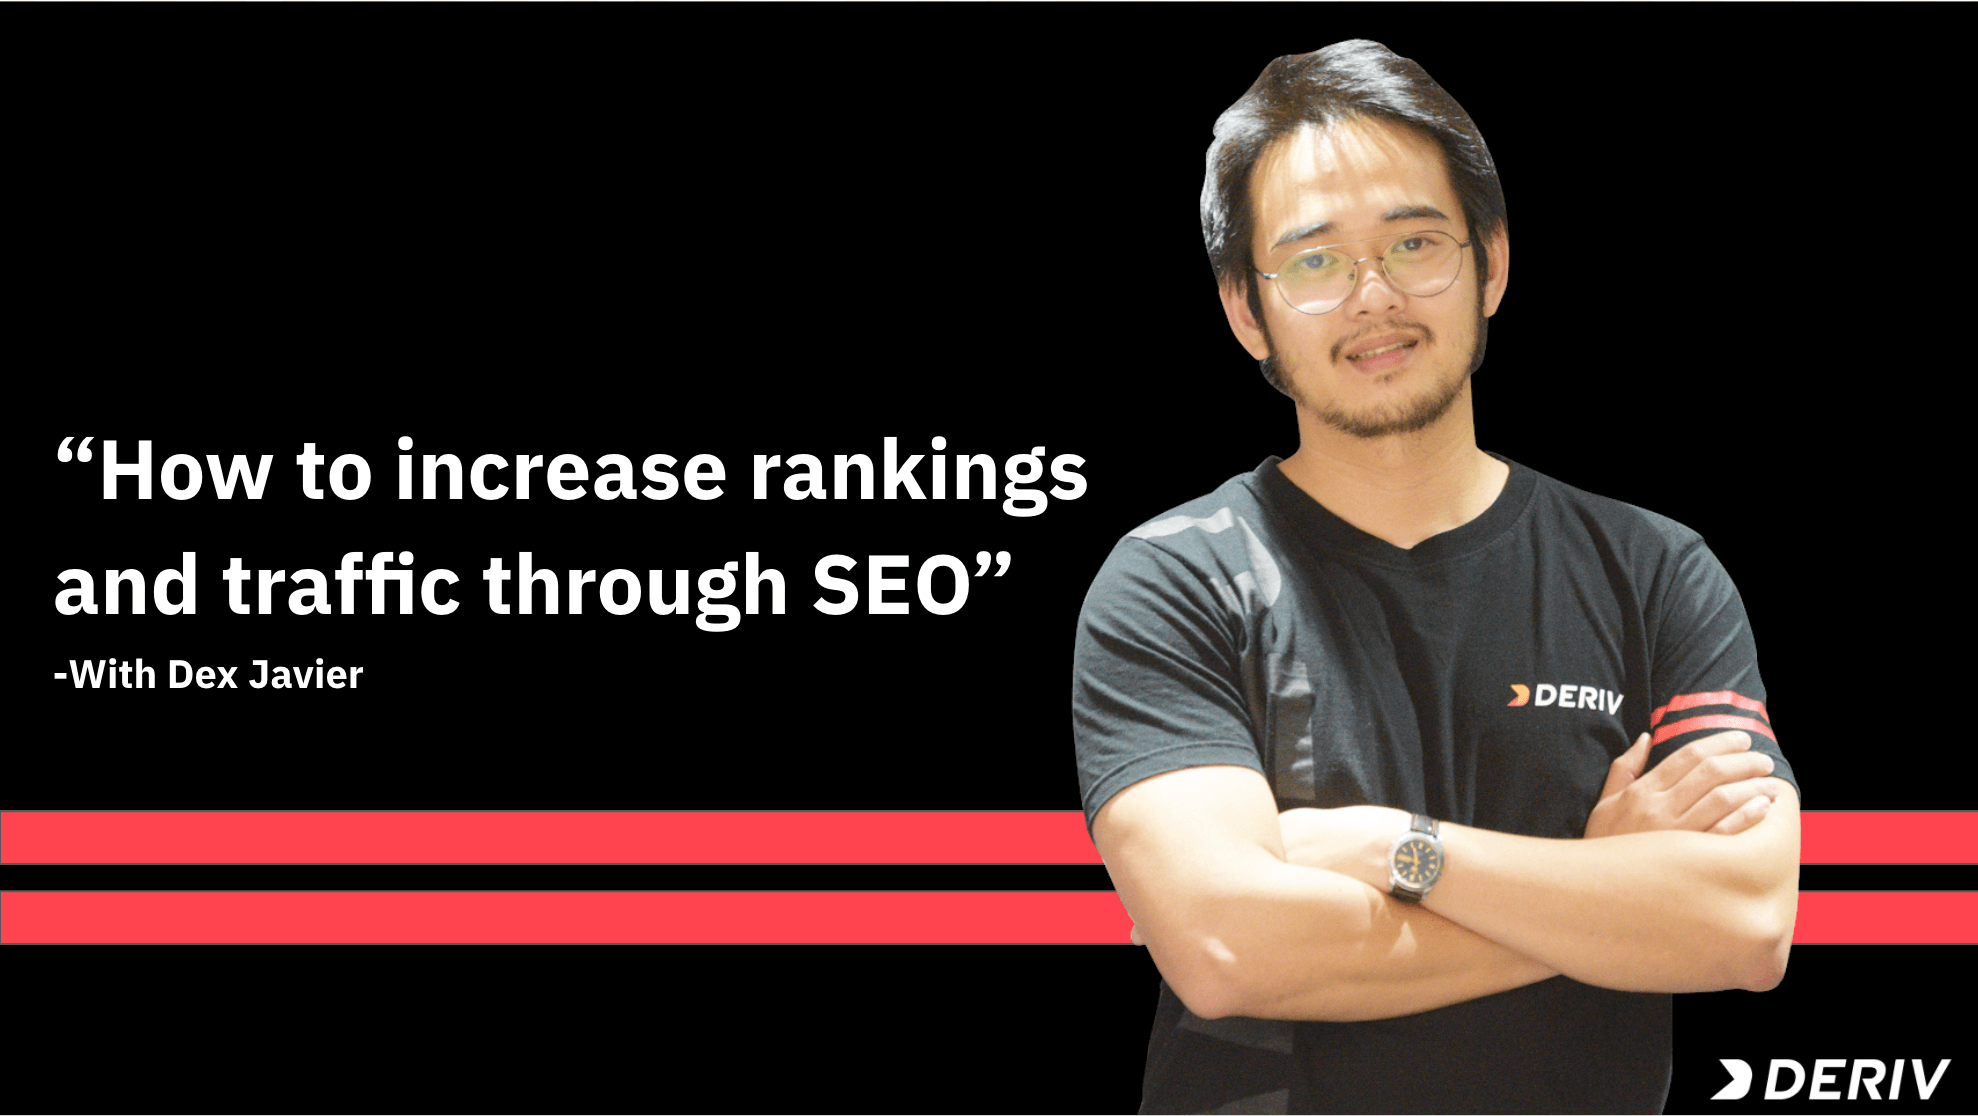 “How to increase rankings
and traffic through SEO”
-With Dex Javier
DERIV
DERIV